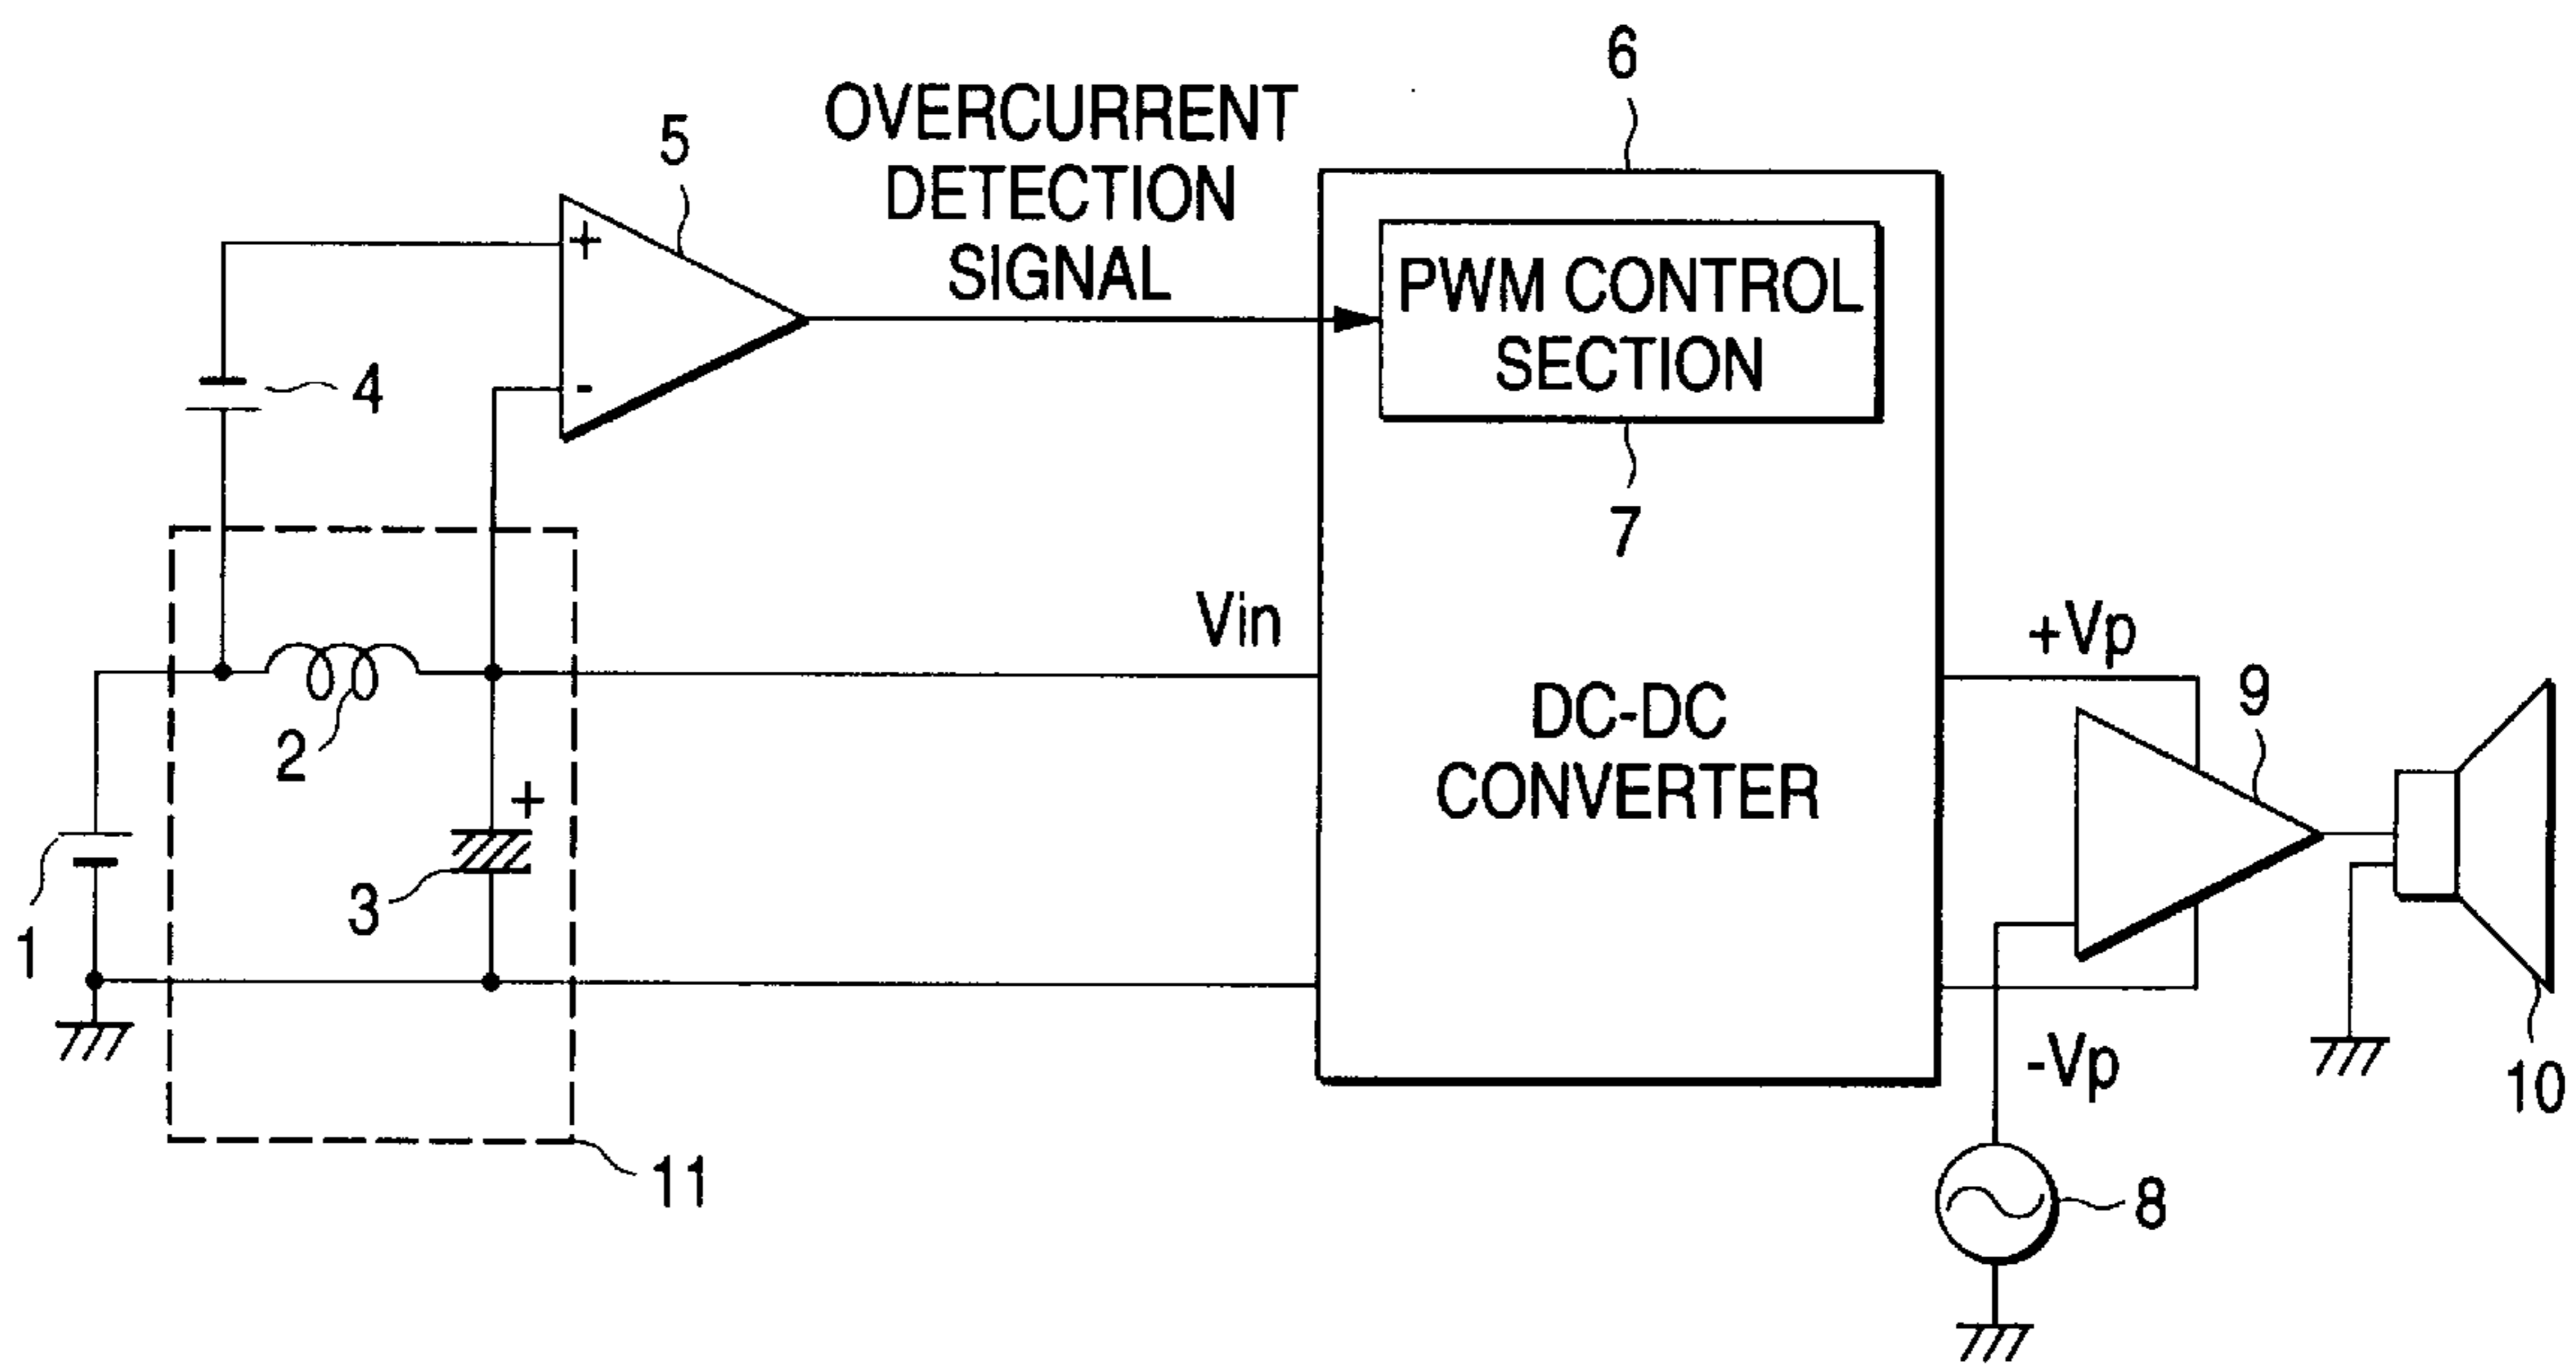 6
OVERCURRENT
DETECTION
SIGNAL
5
+
-
PWM CONTROL
SECTION
4
7
Vin
+Vp
DC-DC
CONVERTER
9
2
+
3
1
-Vp
10
11
8